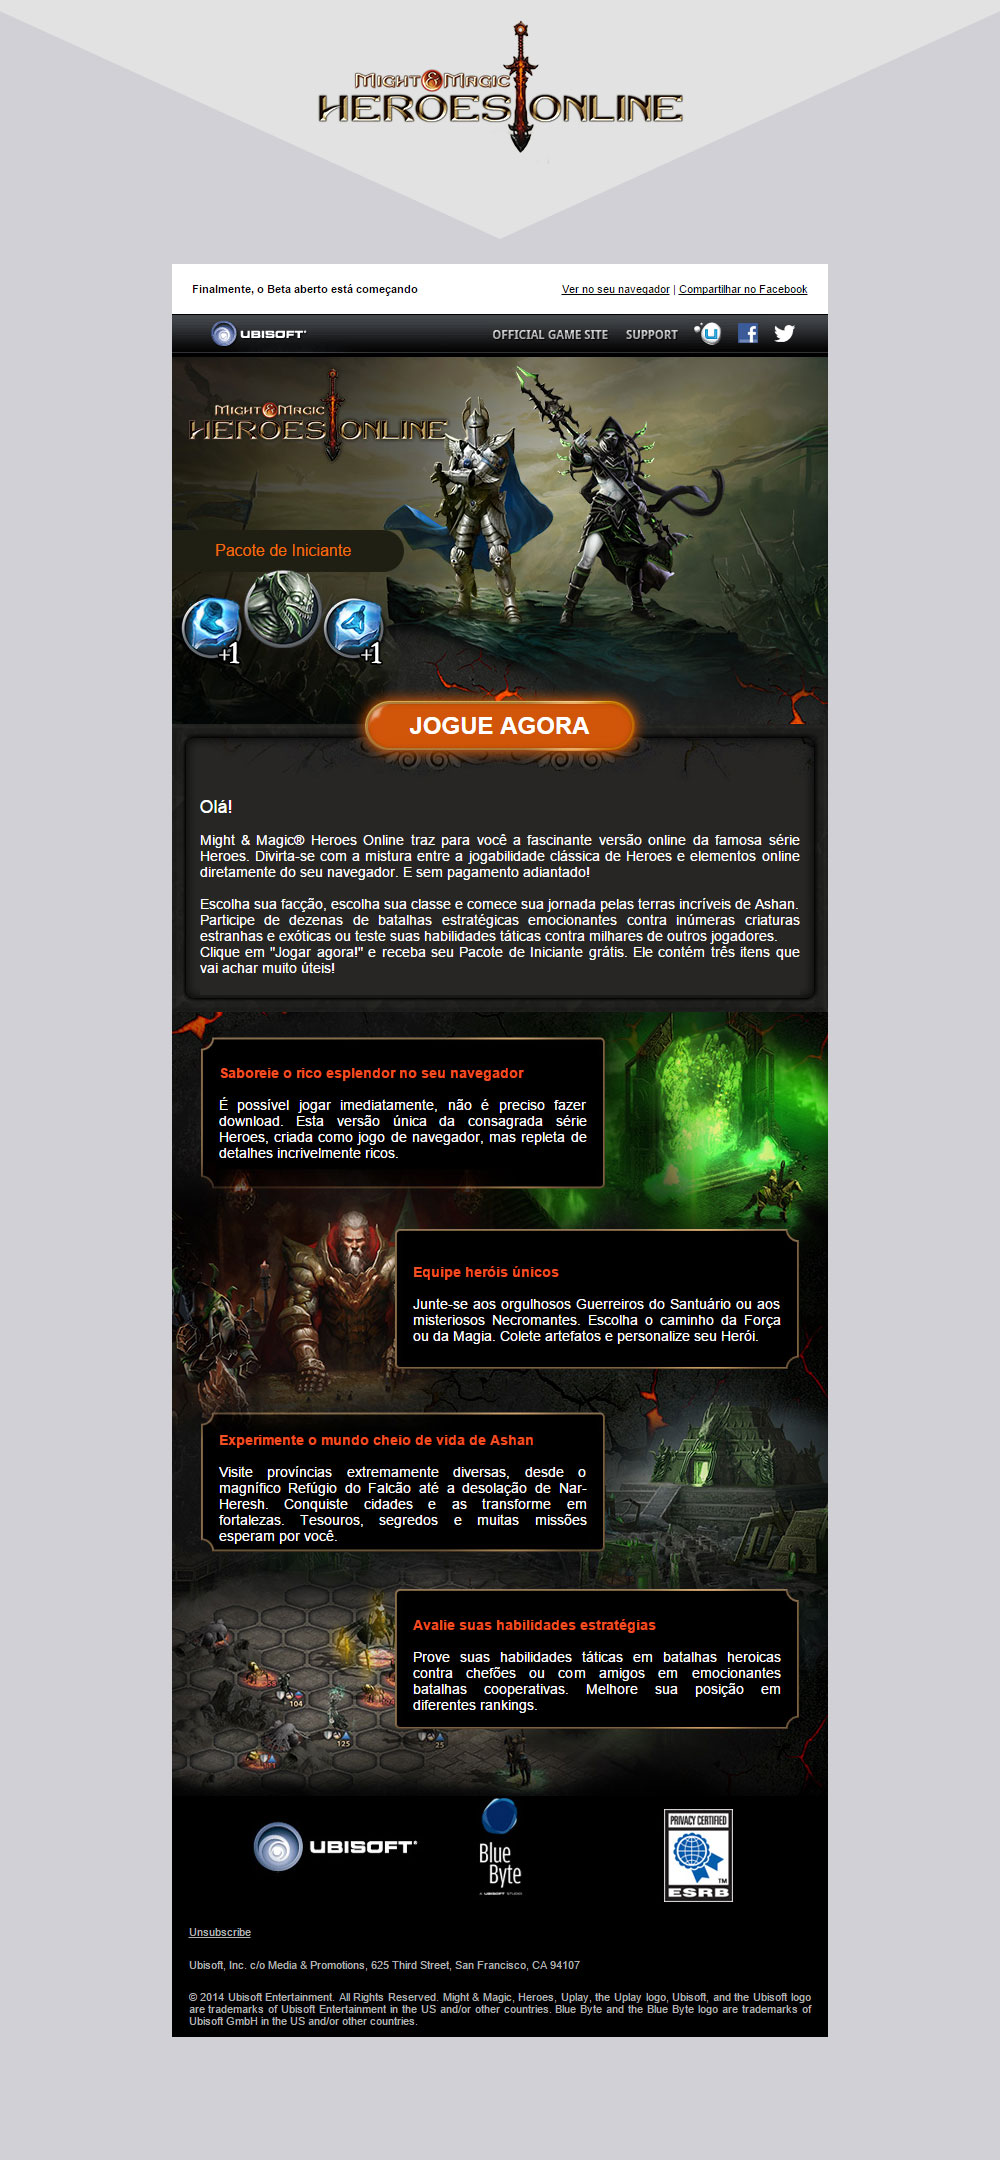 MIGHT & MAGIC
HEROES ONLINE
Finalmente, o Beta aberto está começando
Ver no seu navegador | Compartilhar no Facebook
UBISOFT
OFFICIAL GAME SITE SUPPORT
MIGHT & MAGIC
HEROES ONLINE
Pacote de Iniciante
+1 +1
JOGUE AGORA
Olá!
Might & Magic® Heroes Online traz para você a fascinante versão online da famosa série
Heroes. Divirta-se com a mistura entre a jogabilidade clássica de Heroes e elementos online
diretamente do seu navegador. E sem pagamento adiantado!
Escolha sua facção, escolha sua classe e comece sua jornada pelas terras incríveis de Ashan.
Participe de dezenas de batalhas estratégicas emocionantes contra inúmeras criaturas
estranhas e exóticas ou teste suas habilidades táticas contra milhares de outros jogadores.
Clique em "Jogar agora!" e receba seu Pacote de Iniciante grátis. Ele contém três itens que
vai achar muito úteis!
Saboreie o rico esplendor no seu navegador
É possível jogar imediatamente, não é preciso fazer
download. Esta versão única da consagrada série
Heroes, criada como jogo de navegador, mas repleta de
detalhes incrivelmente ricos.
Equipe heróis únicos
Junte-se aos orgulhosos Guerreiros do Santuário ou aos
misteriosos Necromantes. Escolha o caminho da Força
ou da Magia. Colete artefatos e personalize seu Herói.
Experimente o mundo cheio de vida de Ashan
Visite províncias extremamente diversas, desde o
magnífico Refúgio do Falcão até a desolação de Nar-
Heresh. Conquiste cidades e as transforme em
fortalezas. Tesouros, segredos e muitas missões
esperam por você.
Avalie suas habilidades estratégias
Prove suas habilidades táticas em batalhas heroicas
contra chefões ou com amigos em emocionantes
batalhas cooperativas. Melhore sua posição em
diferentes rankings.
104
125
25
UBISOFT
Blue
Byte
A UBISOFT STUDIO
PRIVACY CERTIFIED
TM
ESRB
Unsubscribe
Ubisoft, Inc. c/o Media & Promotions, 625 Third Street, San Francisco, CA 94107
© 2014 Ubisoft Entertainment. All Rights Reserved. Might & Magic, Heroes, Uplay, the Uplay logo, Ubisoft, and the Ubisoft logo
are trademarks of Ubisoft Entertainment in the US and/or other countries. Blue Byte and the Blue Byte logo are trademarks of
Ubisoft GmbH in the US and/or other countries.